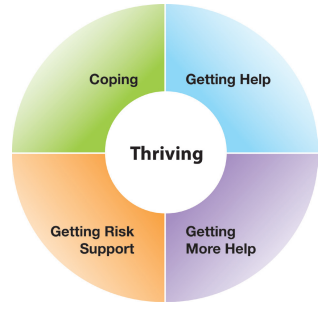 Coping
Getting Help
Thriving
Getting Risk
Support
Getting
More Help